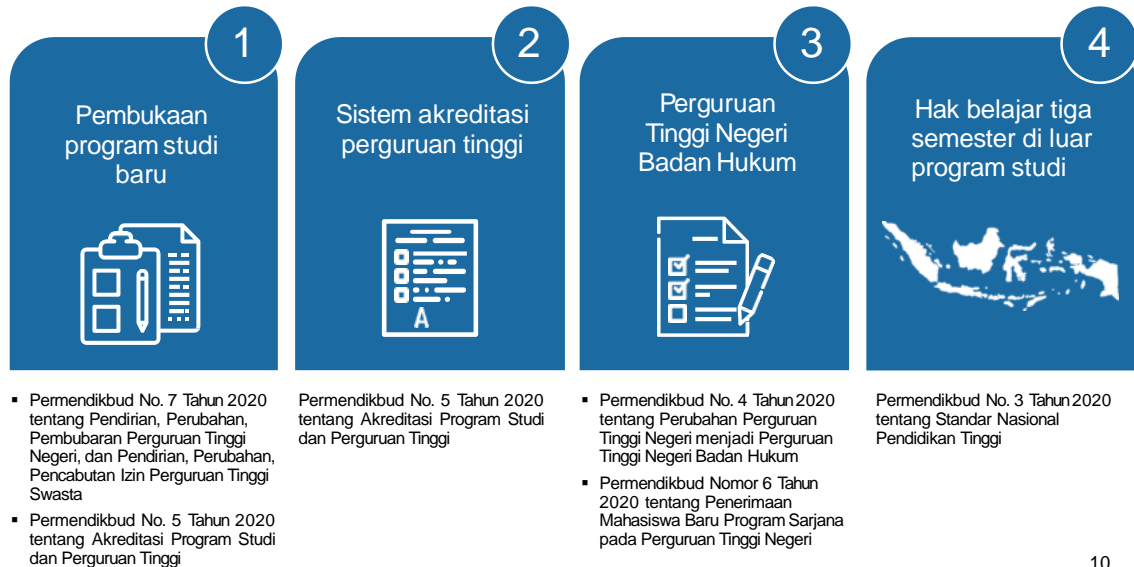 1
Pembukaan
program studi
baru
▪ Permendikbud No. 7 Tahun 2020
tentang Pendirian, Perubahan,
Pembubaran Perguruan Tinggi
Negeri, dan Pendirian, Perubahan,
Pencabutan Izin Perguruan Tinggi
Swasta
▪ Permendikbud No. 5 Tahun 2020
tentang Akreditasi Program Studi
dan Perguruan Tinggi
2
Sistem akreditasi
perguruan tinggi
A
Permendikbud No. 5 Tahun 2020
tentang Akreditasi Program Studi
dan Perguruan Tinggi
3
Perguruan
Tinggi Negeri
Badan Hukum
▪ Permendikbud No. 4 Tahun 2020
tentang Perubahan Perguruan
Tinggi Negeri menjadi Perguruan
Tinggi Negeri Badan Hukum
▪ Permendikbud Nomor 6 Tahun
2020 tentang Penerimaan
Mahasiswa Baru Program Sarjana
pada Perguruan Tinggi Negeri
4
Hak belajar tiga
semester di luar
program studi
Permendikbud No. 3 Tahun 2020
tentang Standar Nasional
Pendidikan Tinggi
10